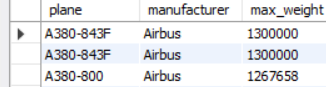 plane manufacturer max_weight
A380-843F Airbus 1300000
A380-843F Airbus 1300000
A380-800 Airbus 1267658